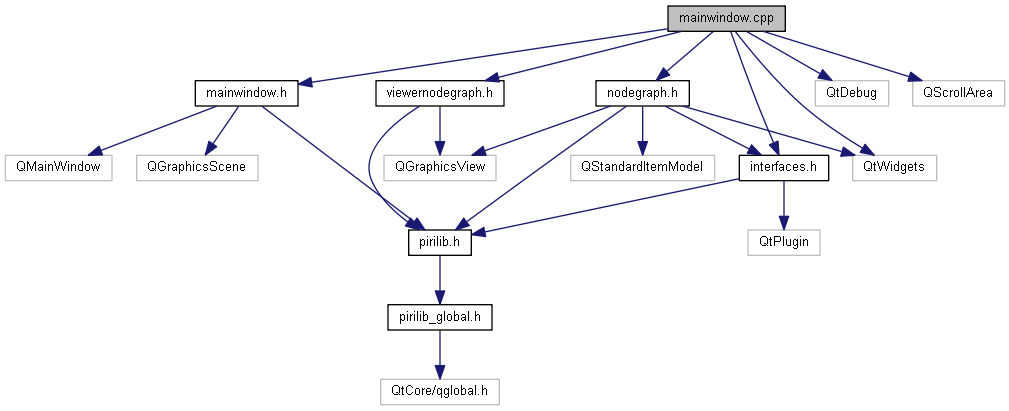 mainwindow.cpp
mainwindow.h
viewernodegraph.h
nodegraph.h
QtDebug
QScrollArea
QMainWindow
QGraphicsScene
QGraphicsView
QStandardItemModel
interfaces.h
QtWidgets
pirilib.h
QtPlugin
pirilib_global.h
QtCore/qglobal.h